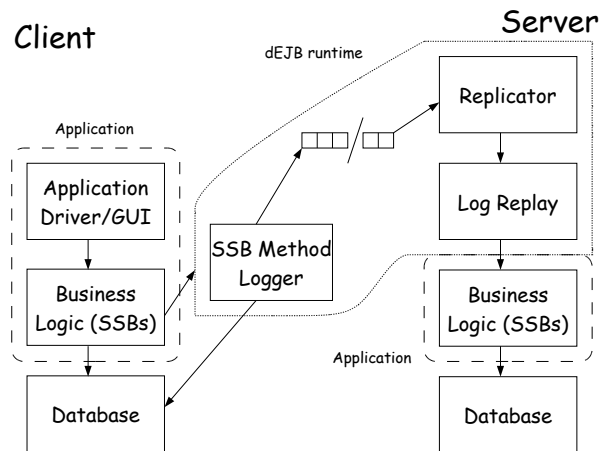 Client
Server
dEJB runtime
Application
Application
Driver/GUI
Business
Logic (SSBs)
Database
SSB Method
Logger
Replicator
Log Replay
Business
Logic (SSBs)
Application
Database